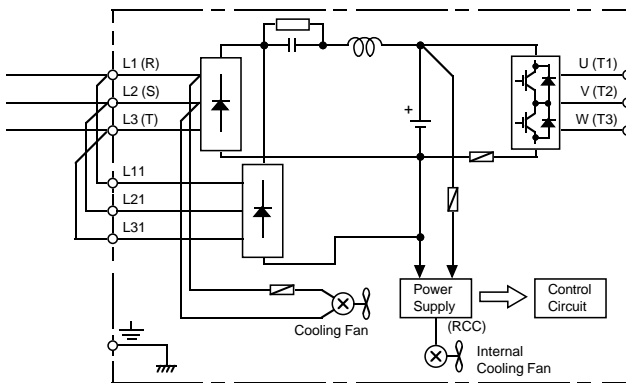 L1 (R)
L2 (S)
L3 (T)
L11
L21
L31
+
U (T1)
V (T2)
W (T3)
Power
Supply
(RCC)
Control
Circuit
Cooling Fan
Internal
Cooling Fan